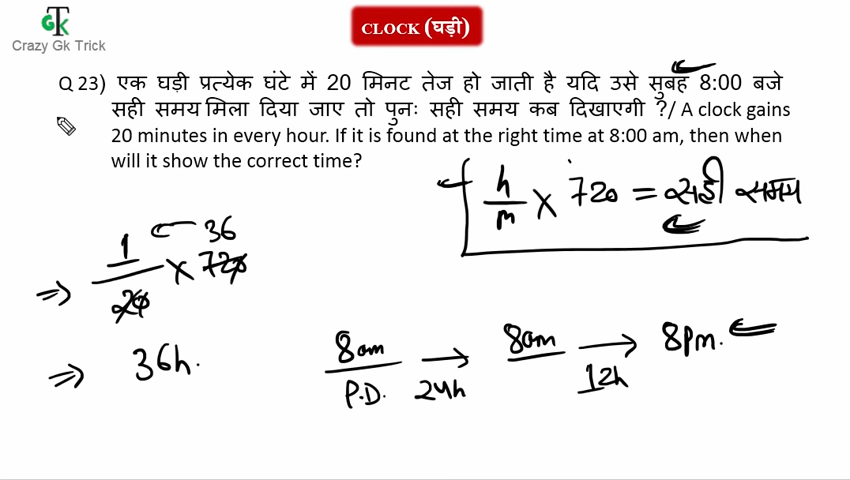 GTK
Crazy Gk Trick
CLOCK (घड़ी)
Q 23) एक घड़ी प्रत्येक घंटे में 20 मिनट तेज हो जाती है यदि उसे सुबह 8:00 बजे
सही समय मिला दिया जाए तो पुनः सही समय कब दिखाएगी ?/ A clock gains
20 minutes in every hour. If it is found at the right time at 8:00 am, then when
will it show the correct time?
h/m × 720 = सही समय
36
⇒ 1/20 × 720
⇒ 36h.
8am → 8am → 8pm.
P.D. 24h 12h